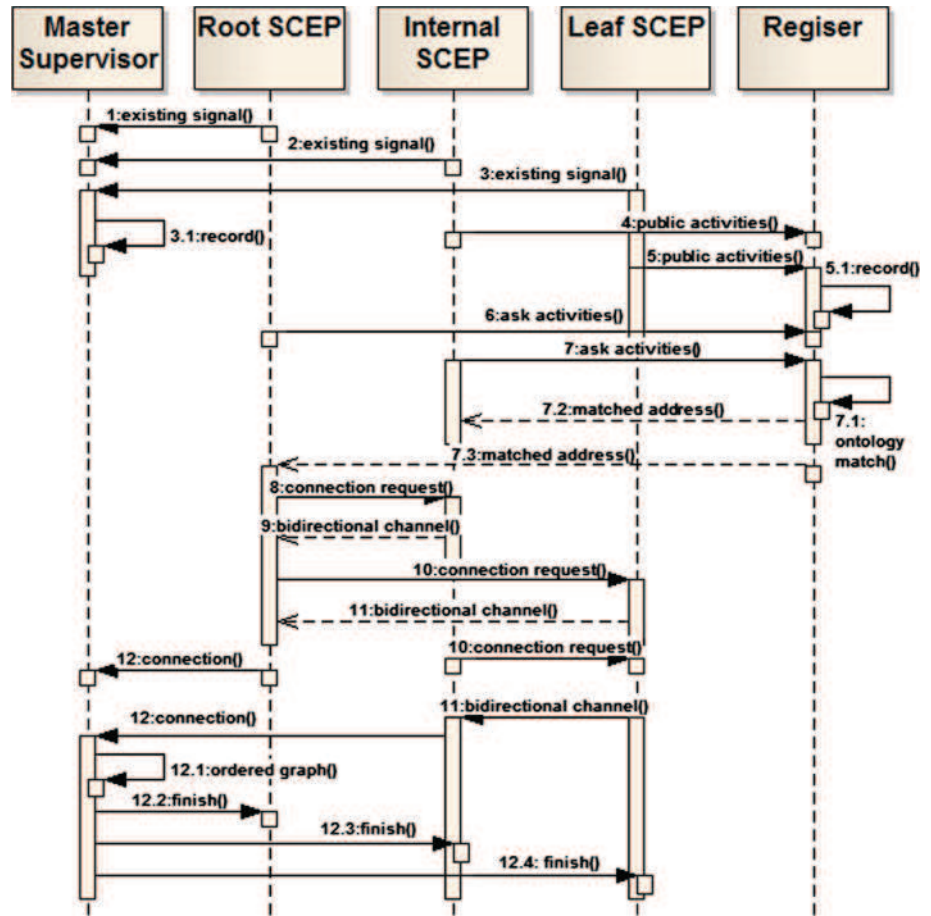 Master
Supervisor
Root SCEP
Internal
SCEP
Leaf SCEP
Regiser
1:existing signal()
2:existing signal()
3:existing signal()
3.1:record()
4:public activities()
5:public activities()
5.1:record()
6:ask activities()
7:ask activities()
7.2:matched address()
7.1:
ontology
match()
7.3:matched address()
8:connection request()
9:bidirectional channel()
10:connection request()
11:bidirectional channel()
10:connection request()
12:connection()
11:bidirectional channel()
12:connection()
12.1:ordered graph()
12.2:finish()
12.3:finish()
12.4: finish()